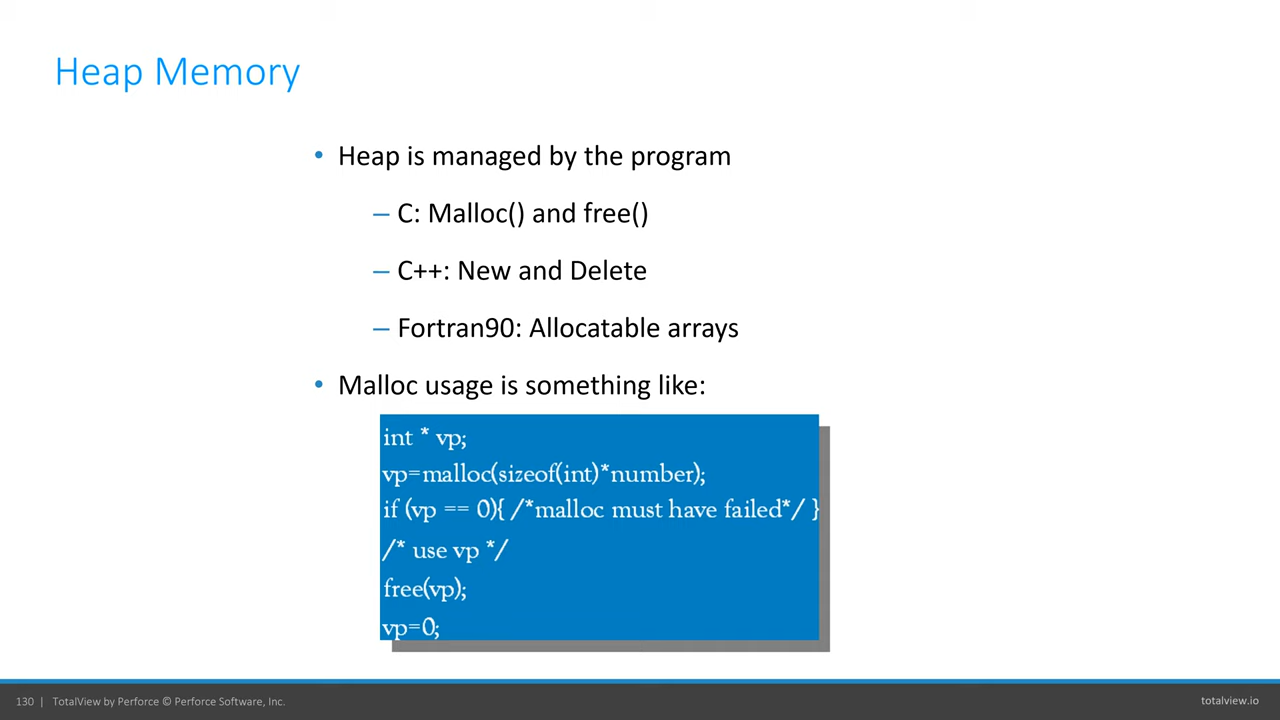 Heap Memory
• Heap is managed by the program
– C: Malloc() and free()
– C++: New and Delete
– Fortran90: Allocatable arrays
• Malloc usage is something like:
int * vp;
vp=malloc(sizeof(int)*number);
if (vp == 0){ /*malloc must have failed*/ }
/* use vp */
free(vp);
vp=0;
130 | TotalView by Perforce © Perforce Software, Inc.
totalview.io